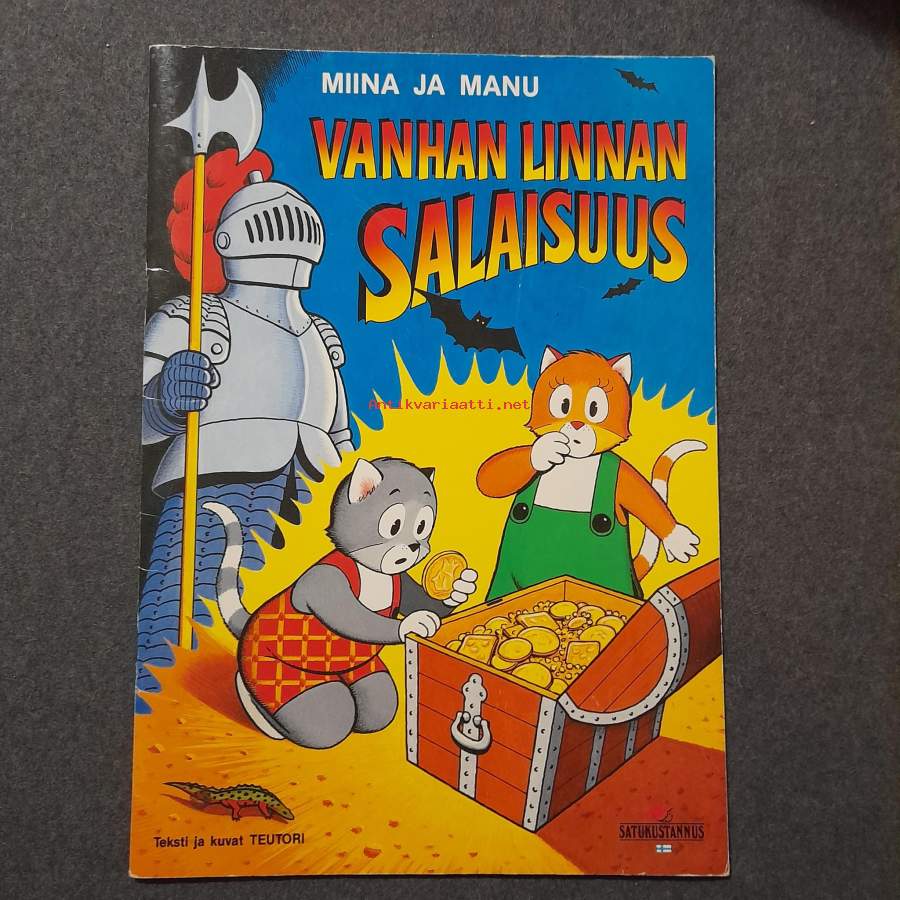 MIINA JA MANU
VANHAN LINNAN
SALAISUUS
Antikvariaatti.net
Teksti ja kuvat TEUTORI
SATUKUSTANNUS